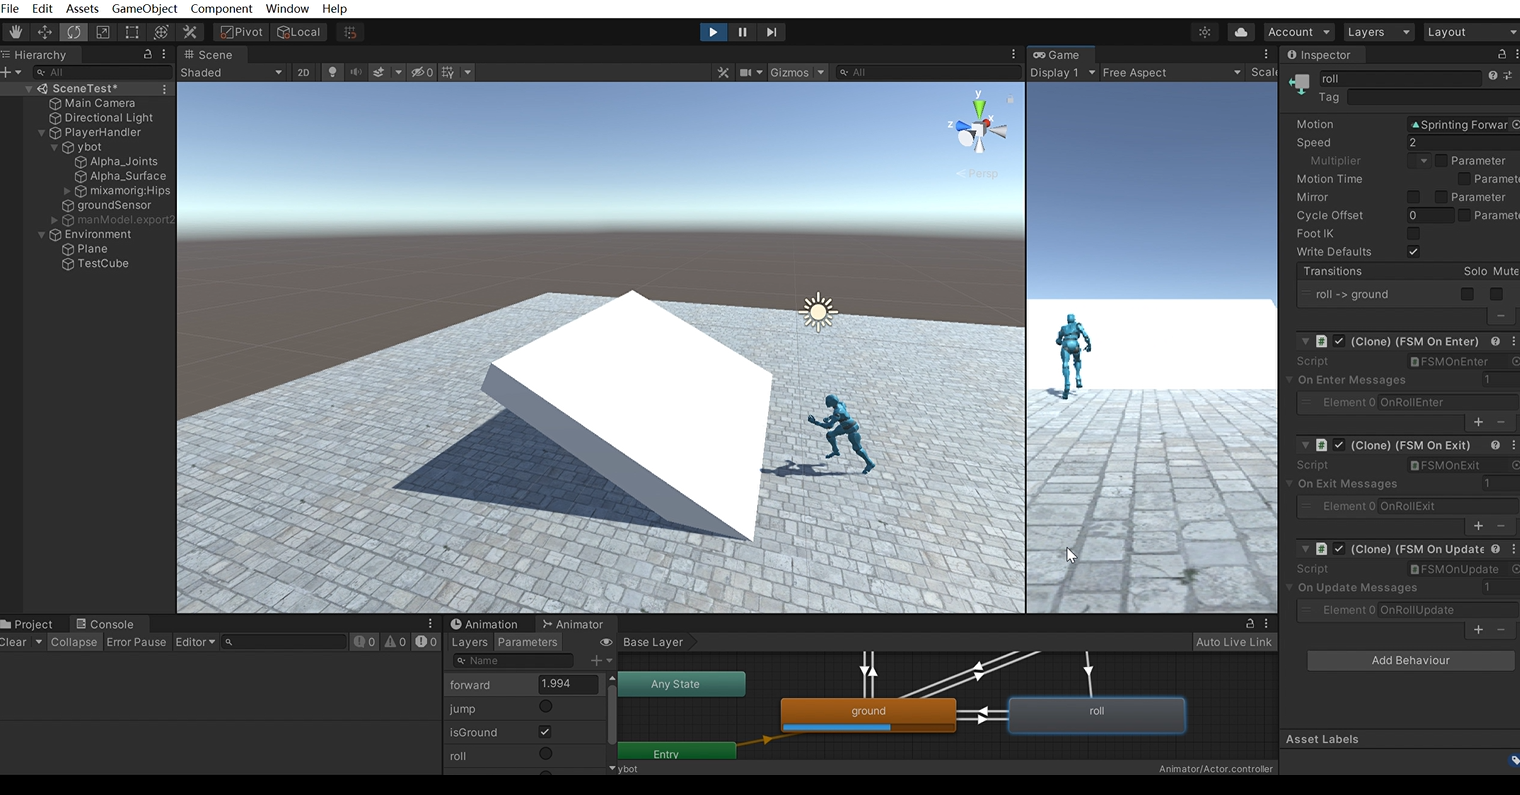 File Edit Assets GameObject Component Window Help
Pivot Local Account Layers Layout
Hierarchy
All
SceneTest*
Main Camera
Directional Light
PlayerHandler
ybot
Alpha_Joints
Alpha_Surface
mixamorig:Hips
groundSensor
manModel.export2
Environment
Plane
TestCube
Scene
Shaded 2D 0 Gizmos All
y
z x
Persp
Game
Display 1 Free Aspect Scale
Inspector
roll
Tag
Motion Sprinting Forwar
Speed 2
Multiplier Parameter
Motion Time Paramete
Mirror Parameter
Cycle Offset 0 Paramete
Foot IK
Write Defaults
Transitions Solo Mute
roll -> ground
(Clone) (FSM On Enter)
Script FSMOnEnter
On Enter Messages 1
Element 0 OnRollEnter
(Clone) (FSM On Exit)
Script FSMOnExit
On Exit Messages 1
Element 0 OnRollExit
(Clone) (FSM On Update
Script FSMOnUpdate
On Update Messages 1
Element 0 OnRollUpdate
Add Behaviour
Asset Labels
Project Console
Clear Collapse Error Pause Editor 0 0 0
Animation Animator
Layers Parameters Base Layer Auto Live Link
Name
forward 1.994
jump
isGround
roll
Any State
ground
roll
Entry
ybot
Animator/Actor.controller